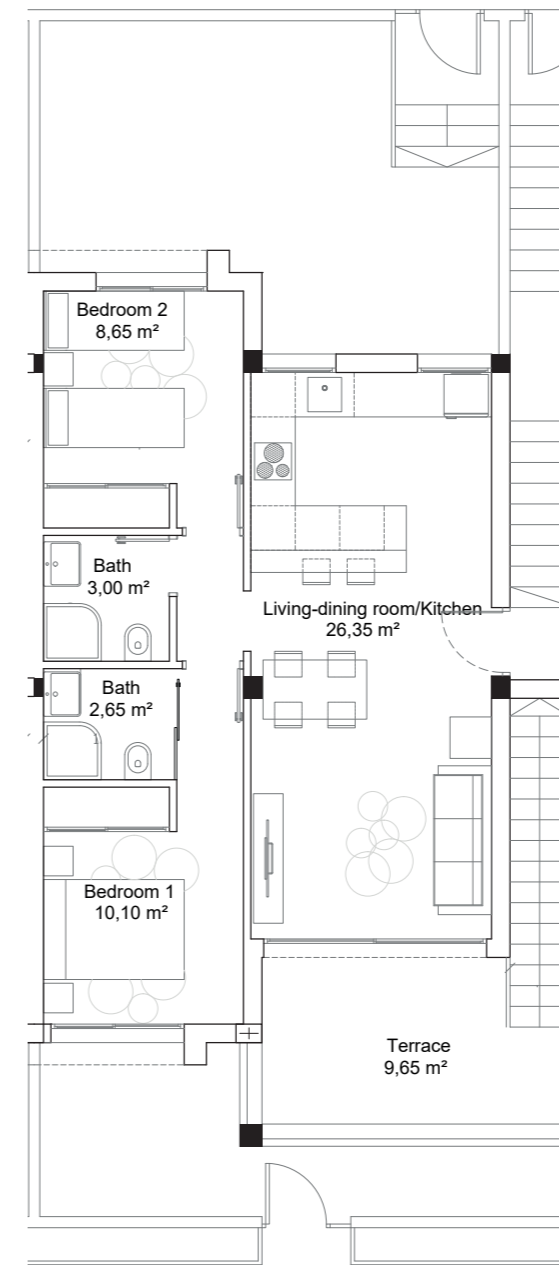 Bedroom 2
8,65 m²
Bath
3,00 m²
Living-dining room/Kitchen
26,35 m²
Bath
2,65 m²
Bedroom 1
10,10 m²
Terrace
9,65 m²